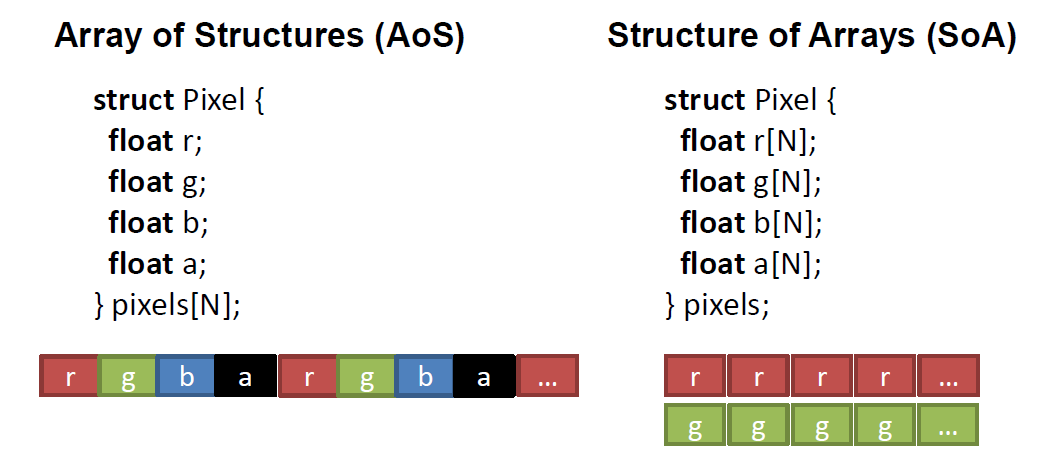 Array of Structures (AoS)
struct Pixel {
float r;
float g;
float b;
float a;
} pixels[N];
r g b a r g b a ...
Structure of Arrays (SoA)
struct Pixel {
float r[N];
float g[N];
float b[N];
float a[N];
} pixels;
r r r r ...
g g g g ...